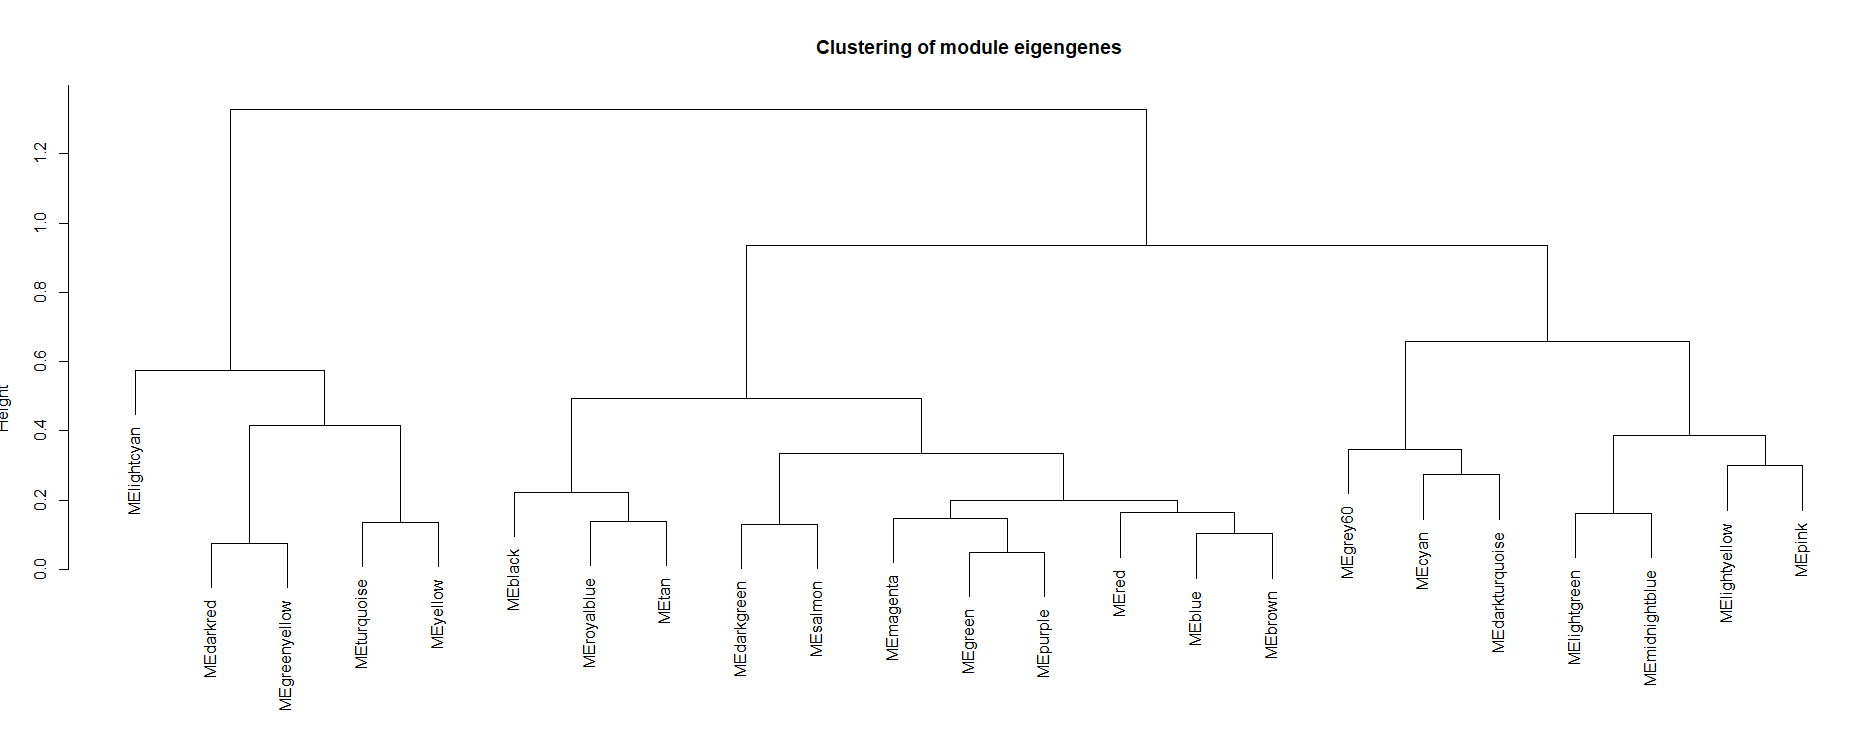 Clustering of module eigengenes
Height
1.2
1.0
0.8
0.6
0.4
0.2
0.0
MElightcyan
MEdarkred
MEgreenyellow
MEturquoise
MEyellow
MEblack
MEroyalblue
MEtan
MEdarkgreen
MEsalmon
MEmagenta
MEgreen
MEpurple
MEred
MEblue
MEbrown
MEgrey60
MEcyan
MEdarkturquoise
MElightgreen
MEmidnightblue
MElightyellow
MEpink